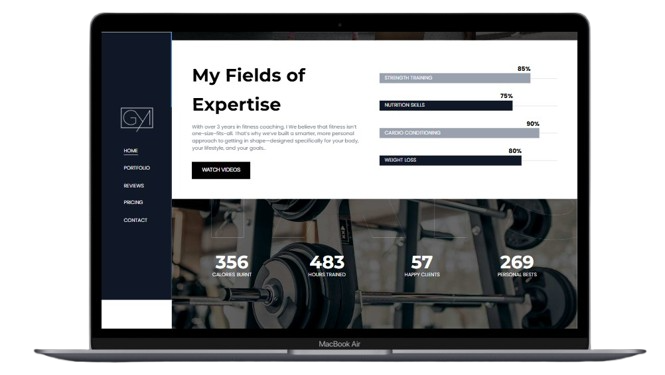 GYM
HOME
PORTFOLIO
REVIEWS
PRICING
CONTACT
My Fields of
Expertise
With over 3 years in fitness coaching, I We believe that fitness isn't
one-size-fits-all. That's why we've built a smarter, more personal
approach to getting in shape—designed specifically for your body,
your lifestyle, and your goals..
WATCH VIDEOS
85%
STRENGTH TRAINING
75%
NUTRITION SKILLS
90%
CARDIO CONDITIONING
80%
WEIGHT LOSS
356
CALORIES BURNT
483
HOURS TRAINED
57
HAPPY CLIENTS
269
PERSONAL BESTS
MacBook Air